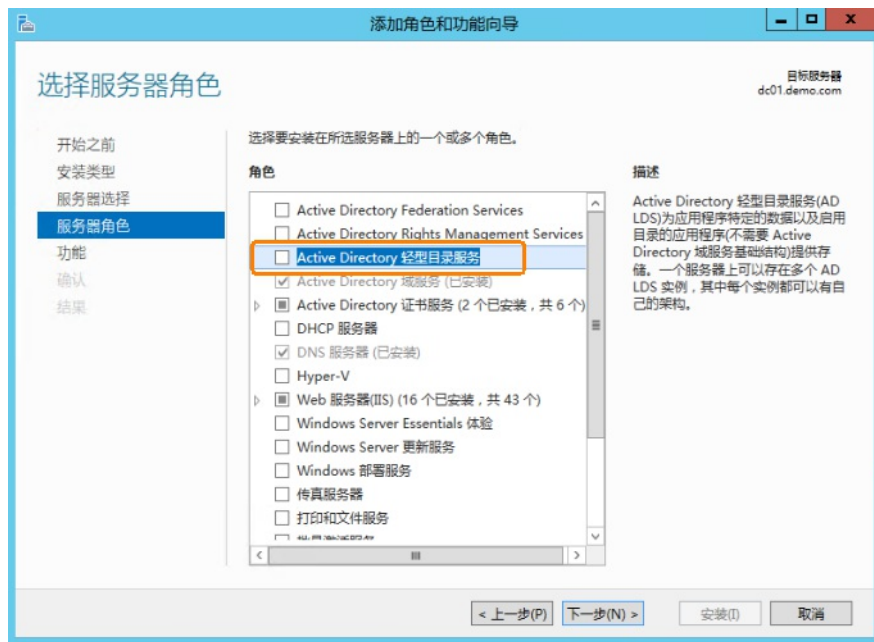 添加角色和功能向导
选择服务器角色
目标服务器
dc01.demo.com
开始之前
安装类型
服务器选择
服务器角色
功能
确认
结果
选择要安装在所选服务器上的一个或多个角色。
角色
Active Directory Federation Services
Active Directory Rights Management Services
Active Directory 轻型目录服务
Active Directory 域服务 (已安装)
Active Directory 证书服务 (2 个已安装，共 6 个)
DHCP 服务器
DNS 服务器 (已安装)
Hyper-V
Web 服务器(IIS) (16 个已安装，共 43 个)
Windows Server Essentials 体验
Windows Server 更新服务
Windows 部署服务
传真服务器
打印和文件服务
描述
Active Directory 轻型目录服务(AD
LDS)为应用程序特定的数据以及启用
目录的应用程序(不需要 Active
Directory 域服务基础结构)提供存
储。一个服务器上可以存在多个 AD
LDS 实例，其中每个实例都可以有自
己的架构。
< 上一步(P)
下一步(N) >
安装(I)
取消